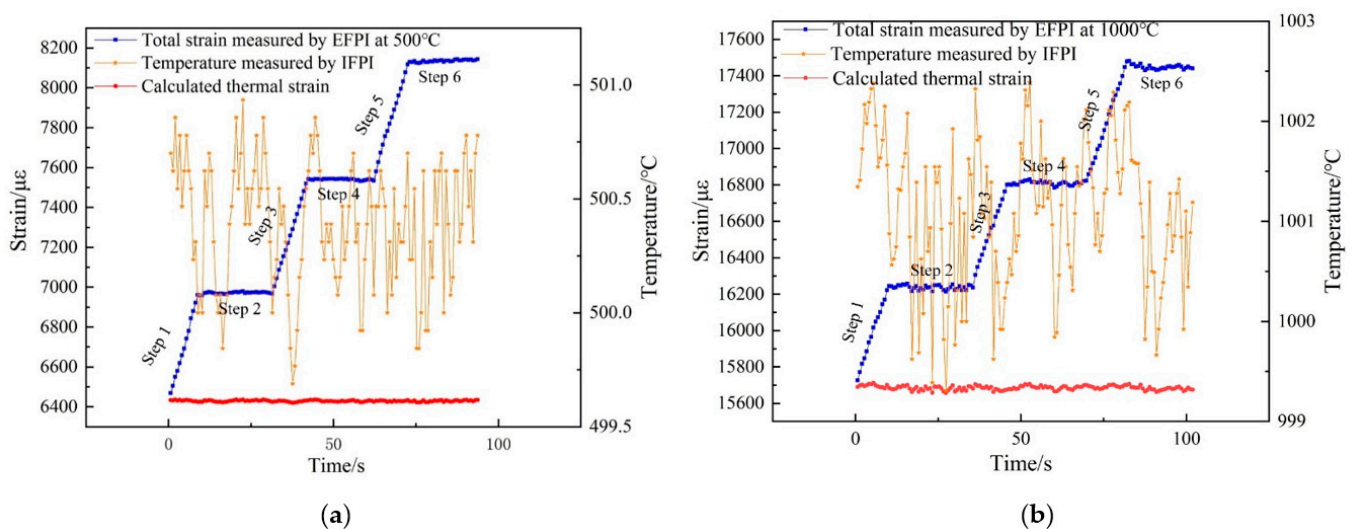 Total strain measured by EFPI at 500℃
Temperature measured by IFPI
Calculated thermal strain
8200
8000
7800
7600
7400
7200
7000
6800
6600
6400
Strain/με
Step 1
Step 2
Step 3
Step 4
Step 5
Step 6
501.0
500.5
500.0
499.5
Temperature/℃
0
50
100
Time/s
(a)
Total strain measured by EFPI at 1000℃
Temperature measured by IFPI
Calculated thermal strain
17600
17400
17200
17000
16800
16600
16400
16200
16000
15800
15600
Strain/με
Step 1
Step 2
Step 3
Step 4
Step 5
Step 6
1003
1002
1001
1000
999
Temperature/℃
0
50
100
Time/s
(b)